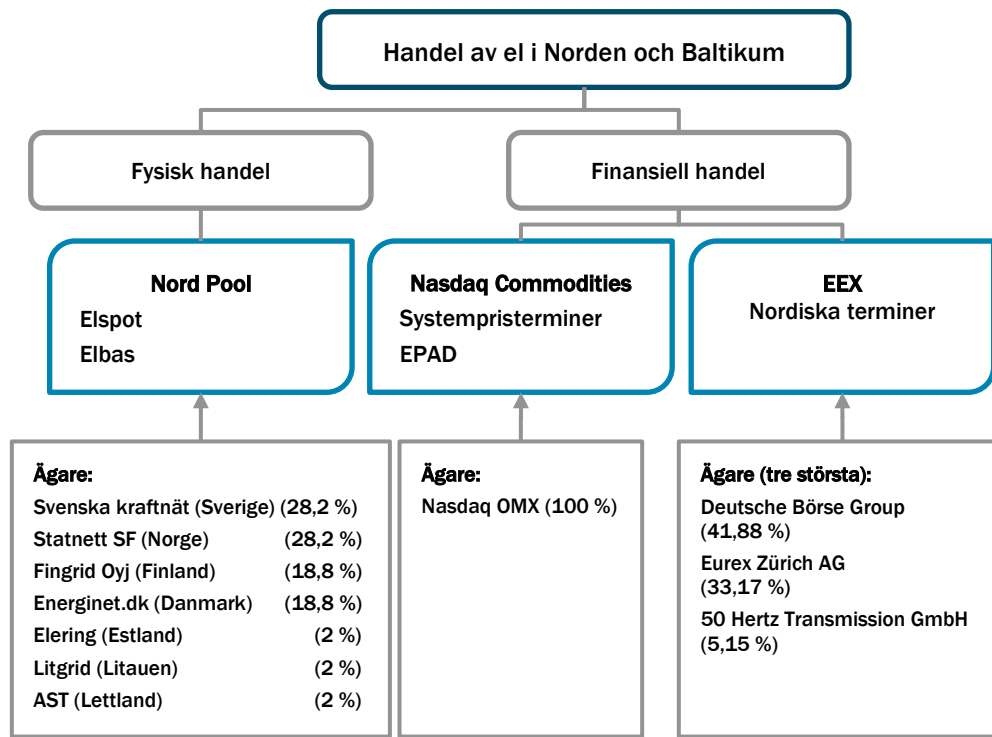 Handel av el i Norden och Baltikum
Fysisk handel
Finansiell handel
Nord Pool
Elspot
Elbas
Nasdaq Commodities
Systempristerminer
EPAD
EEX
Nordiska terminer
Ägare:
Svenska kraftnät (Sverige) (28,2 %)
Statnett SF (Norge) (28,2 %)
Fingrid Oyj (Finland) (18,8 %)
Energinet.dk (Danmark) (18,8 %)
Elering (Estland) (2 %)
Litgrid (Litauen) (2 %)
AST (Lettland) (2 %)
Ägare:
Nasdaq OMX (100 %)
Ägare (tre största):
Deutsche Börse Group
(41,88 %)
Eurex Zürich AG
(33,17 %)
50 Hertz Transmission GmbH
(5,15 %)